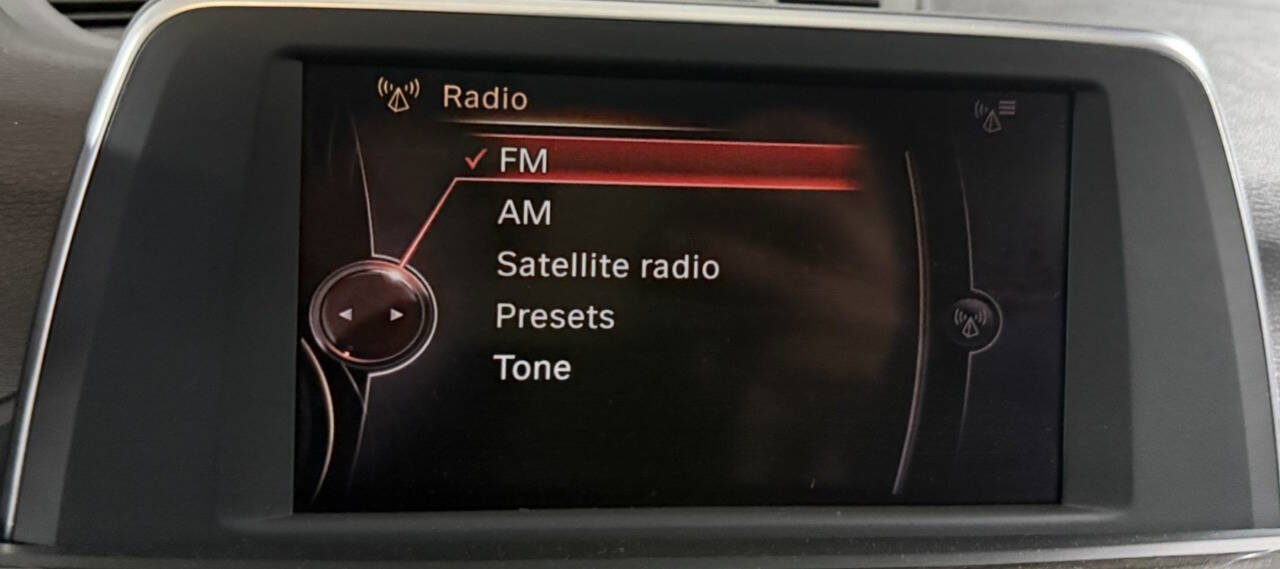 Radio
FM
AM
Satellite radio
Presets
Tone